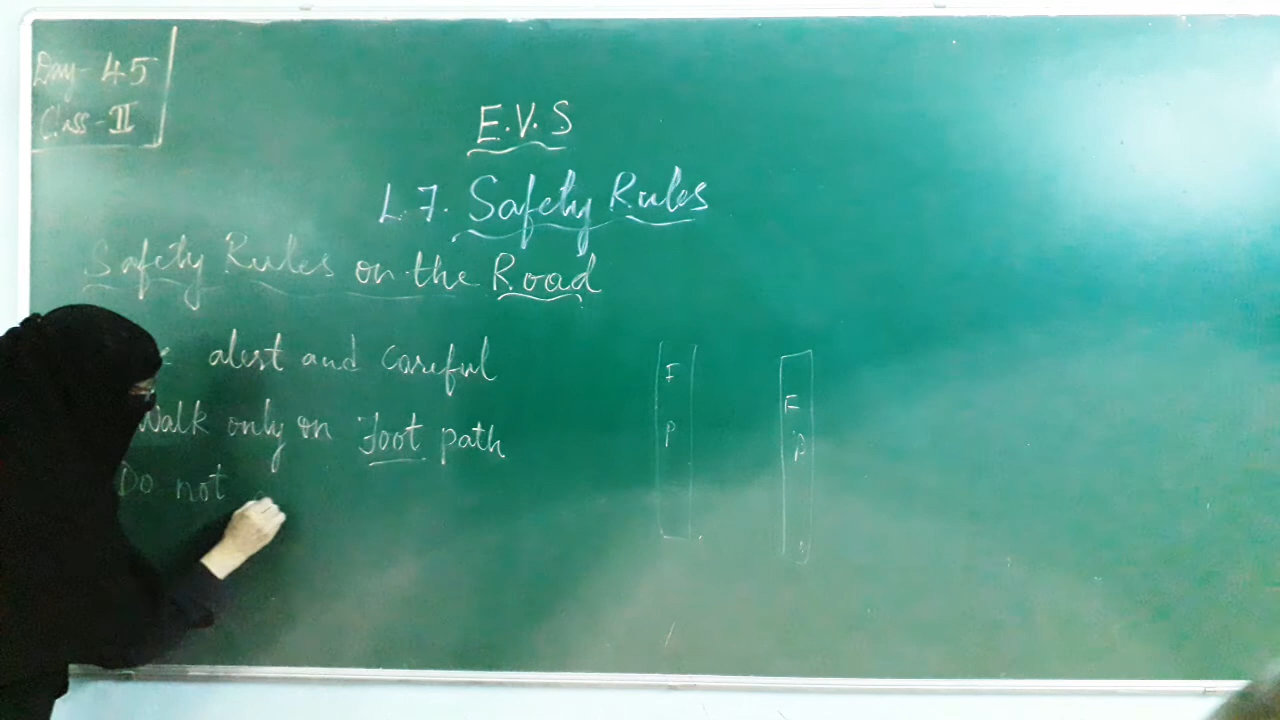 Day-45
Class-II
E.V.S
L.7. Safety Rules
Safety Rules on the Road
alert and careful
Walk only on Foot path
Do not
F
P
F
P